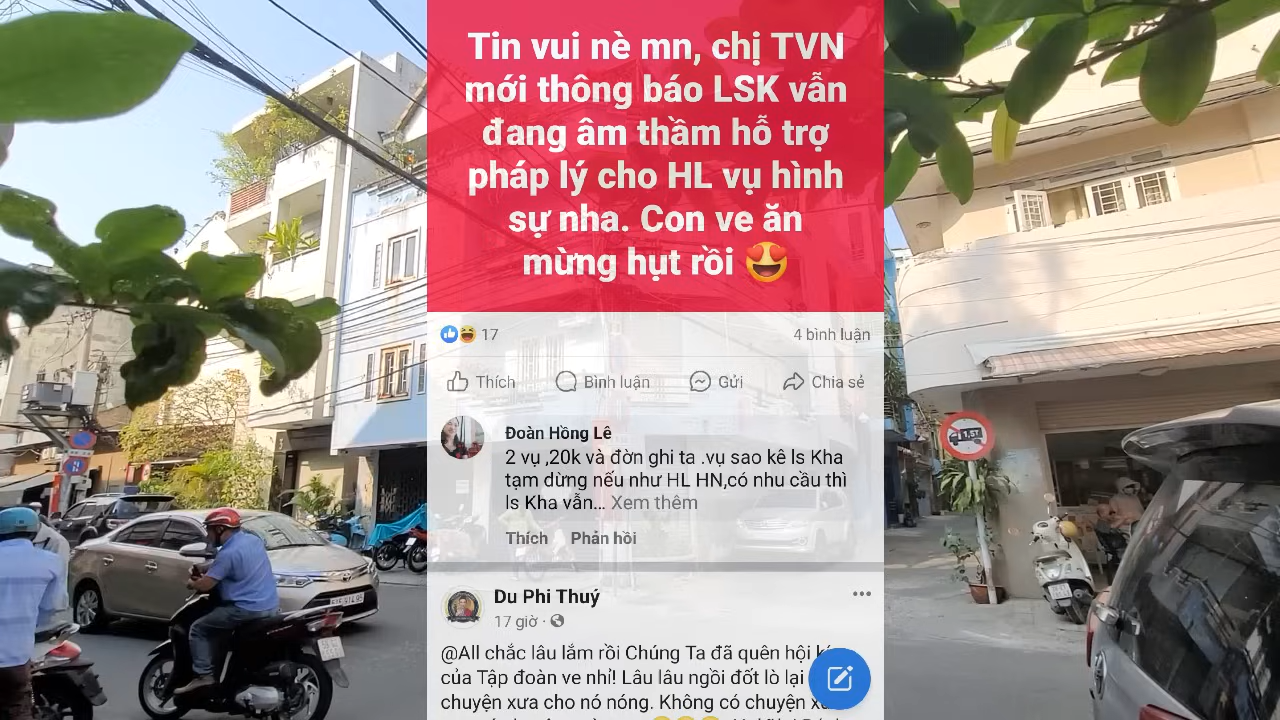 Tin vui nè mn, chị TVN
mới thông báo LSK vẫn
đang âm thầm hỗ trợ
pháp lý cho HL vụ hình
sự nha. Con ve ăn
mừng hụt rồi 😍
17
4 bình luận
Thích
Bình luận
Gửi
Chia sẻ
Đoàn Hồng Lê
2 vụ ,20k và đờn ghi ta .vụ sao kê ls Kha
tạm dừng nếu như HL HN,có nhu cầu thì
ls Kha vẫn... Xem thêm
Thích Phản hồi
Du Phi Thuý
17 giờ
@All chắc lâu lắm rồi Chúng Ta đã quên hội
của Tập đoàn ve nhỉ! Lâu lâu ngồi đốt lò lại
chuyện xưa cho nó nóng. Không có chuyện
1,5T